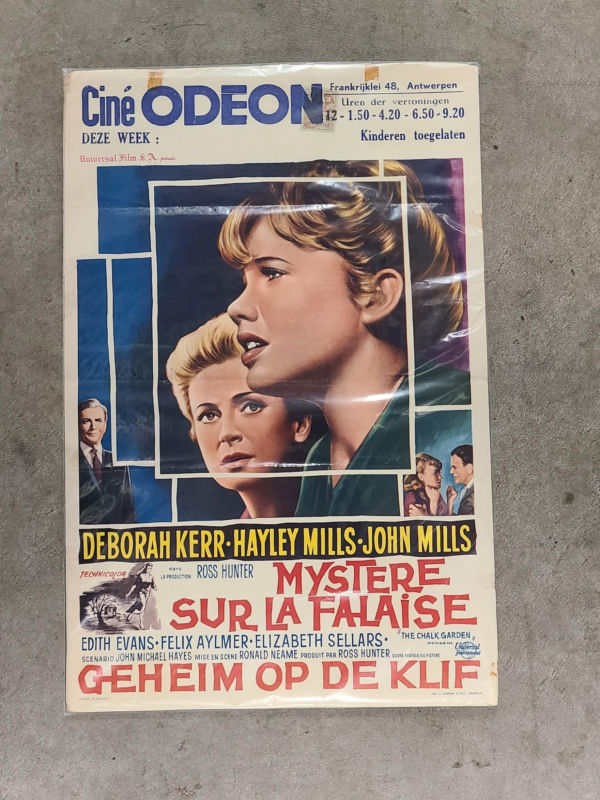 Ciné ODEON
Frankrijklei 48, Antwerpen
Uren der vertoningen
12 - 1.50 - 4.20 - 6.50 - 9.20
DEZE WEEK :
Kinderen toegelaten
Universal Film S.A.
DEBORAH KERR · HAYLEY MILLS · JOHN MILLS
TECHNICOLOR
LA PRODUCTION ROSS HUNTER
MYSTERE
SUR LA FALAISE
EDITH EVANS · FELIX AYLMER · ELIZABETH SELLARS ·
"THE CHALK GARDEN"
SCENARIO JOHN MICHAEL HAYES MISE EN SCENE RONALD NEAME PRODUIT PAR ROSS HUNTER
Universal
GEHEIM OP DE KLIF